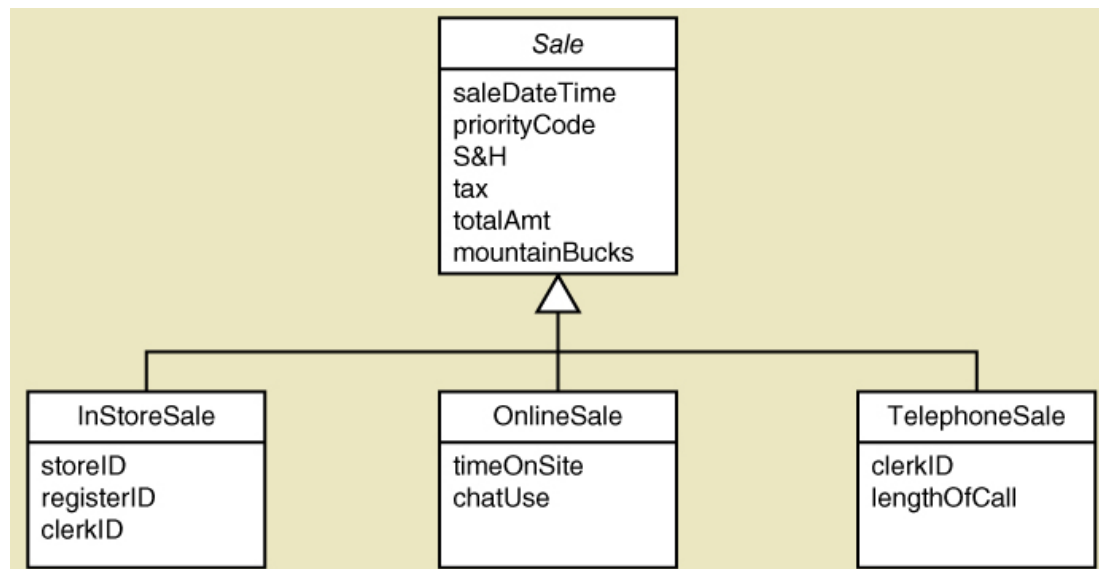 Sale
saleDateTime
priorityCode
S&H
tax
totalAmt
mountainBucks
InStoreSale
storeID
registerID
clerkID
OnlineSale
timeOnSite
chatUse
TelephoneSale
clerkID
lengthOfCall